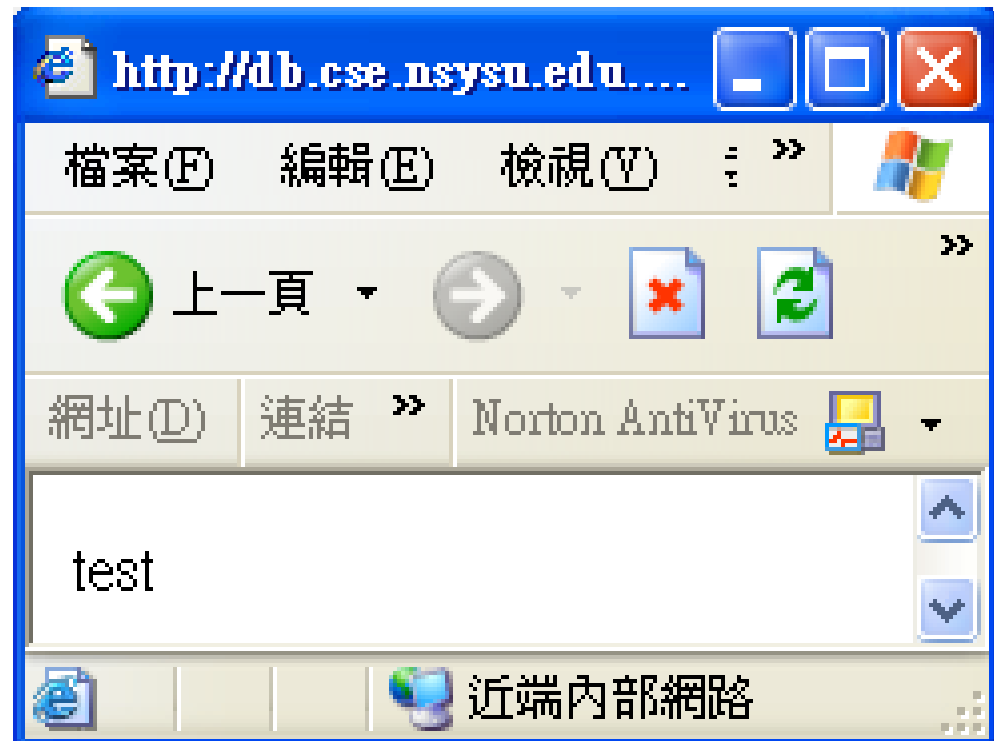 http://db.cse.nsysu.edu....
檔案(F) 編輯(E) 檢視(V) »
上一頁 »
網址(D) 連結 » Norton AntiVirus
test
近端內部網路